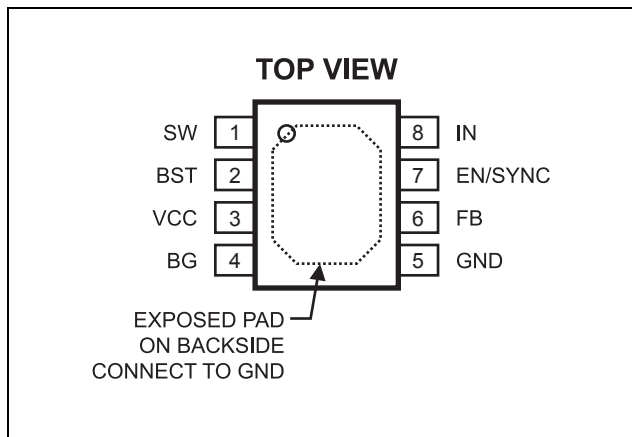 TOP VIEW
SW 1 8 IN
BST 2 7 EN/SYNC
VCC 3 6 FB
BG 4 5 GND
EXPOSED PAD
ON BACKSIDE
CONNECT TO GND